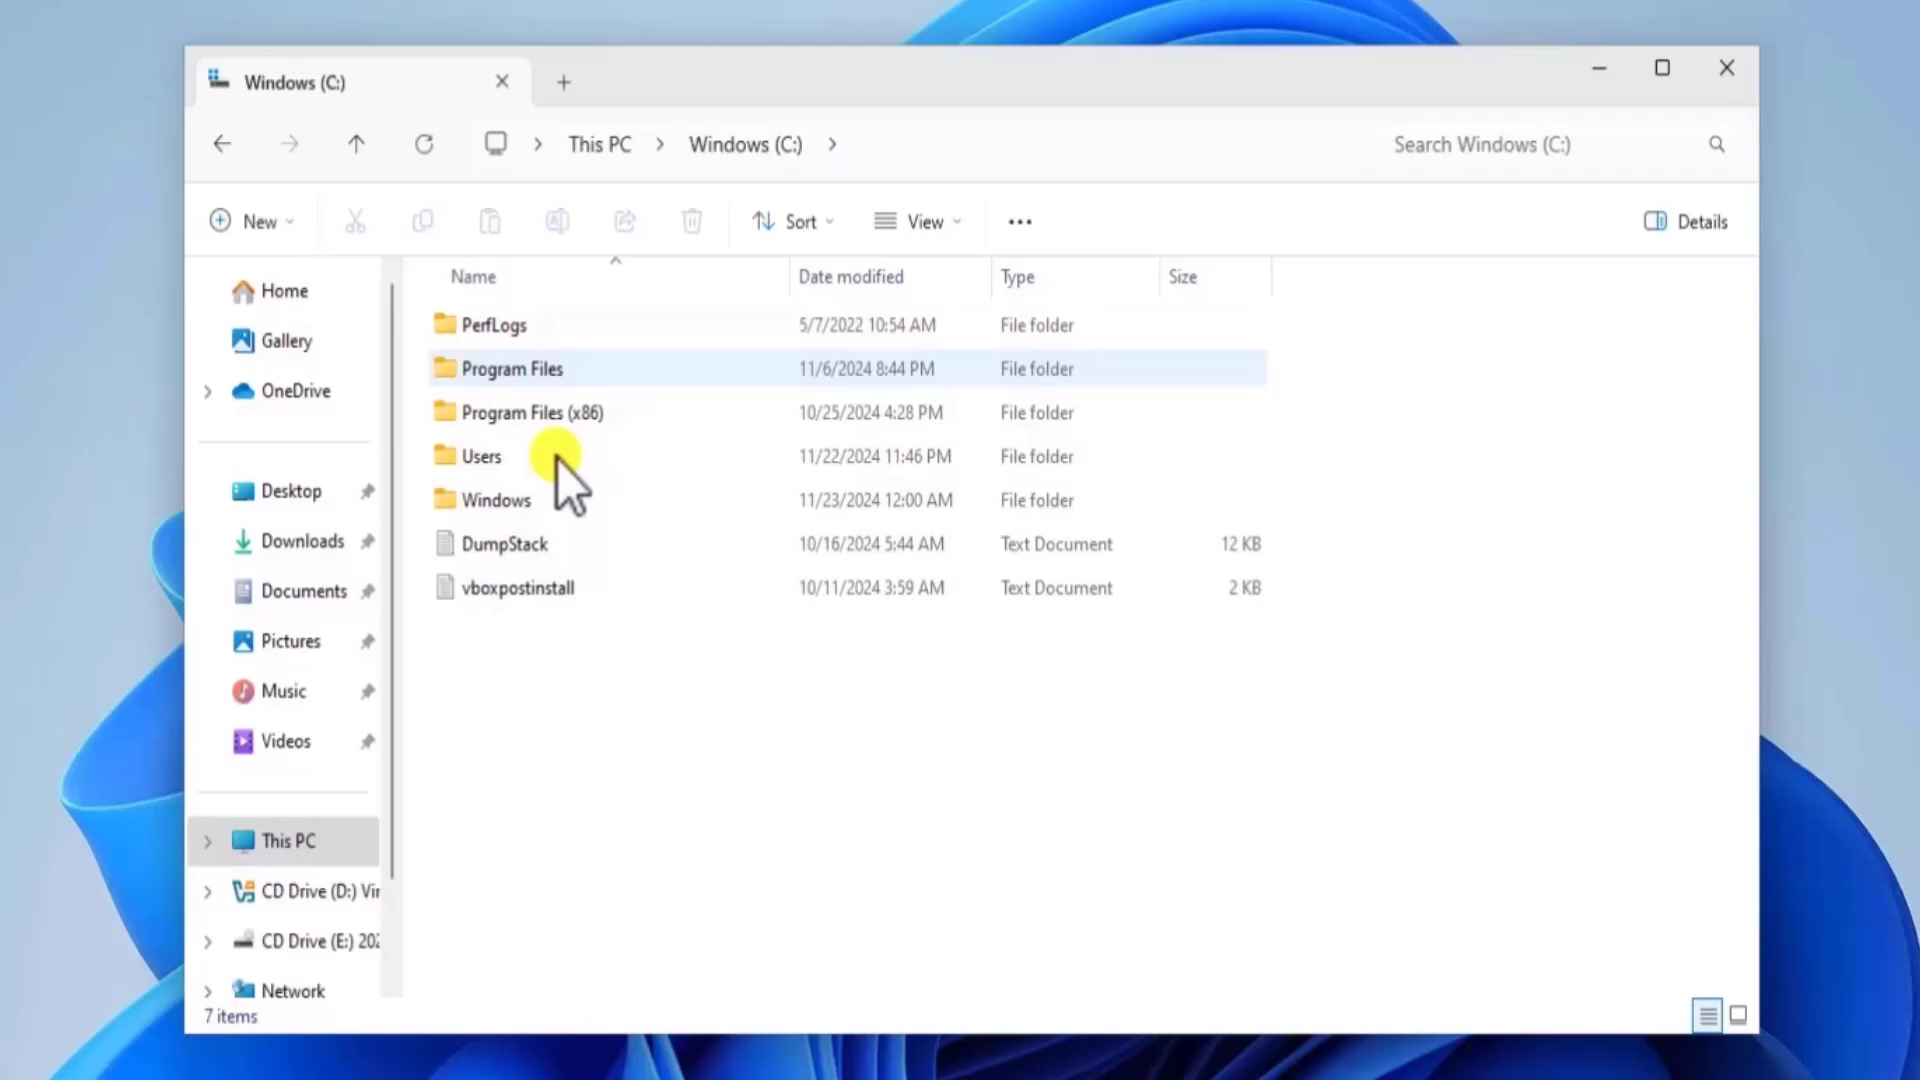 Windows (C:)
This PC > Windows (C:) >
Search Windows (C:)
New
Sort
View
Details
Name Date modified Type Size
Home
Gallery
OneDrive
Desktop
Downloads
Documents
Pictures
Music
Videos
This PC
CD Drive (D:) Vir
CD Drive (E:) 202
Network
PerfLogs 5/7/2022 10:54 AM File folder
Program Files 11/6/2024 8:44 PM File folder
Program Files (x86) 10/25/2024 4:28 PM File folder
Users 11/22/2024 11:46 PM File folder
Windows 11/23/2024 12:00 AM File folder
DumpStack 10/16/2024 5:44 AM Text Document 12 KB
vboxpostinstall 10/11/2024 3:59 AM Text Document 2 KB
7 items